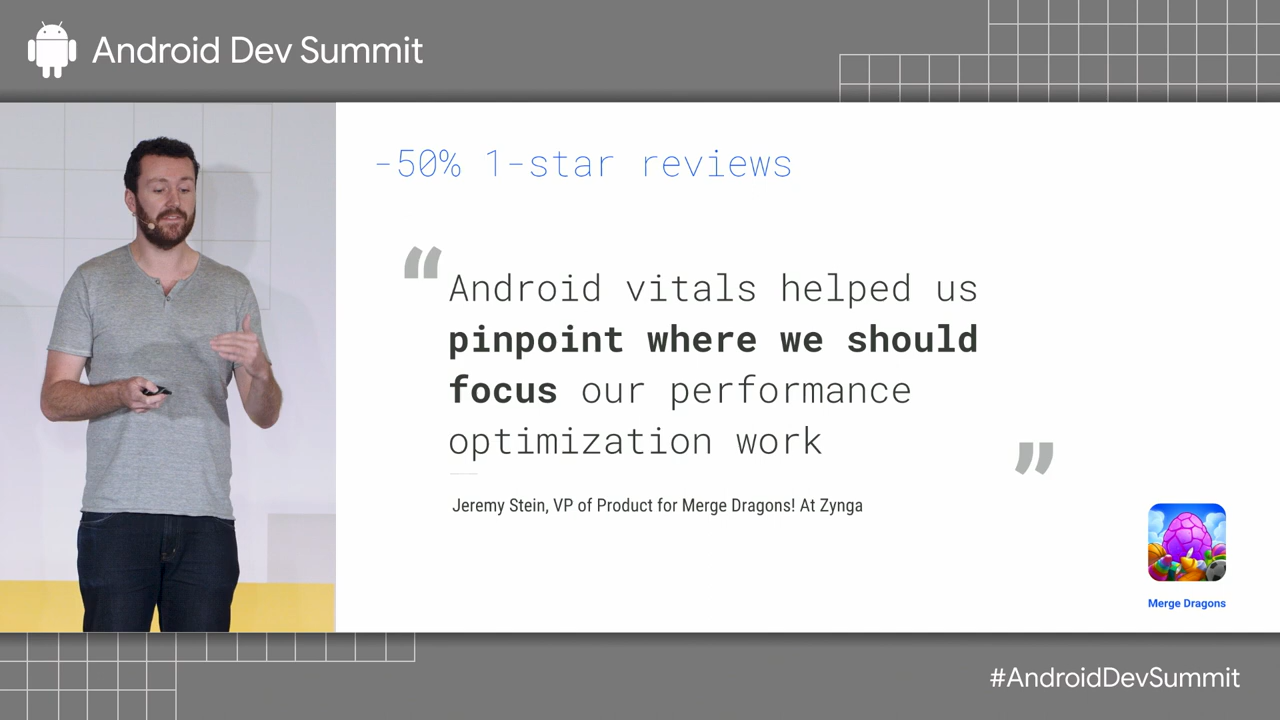 Android Dev Summit
-50% 1-star reviews
“Android vitals helped us
pinpoint where we should
focus our performance
optimization work”
Jeremy Stein, VP of Product for Merge Dragons! At Zynga
Merge Dragons
#AndroidDevSummit